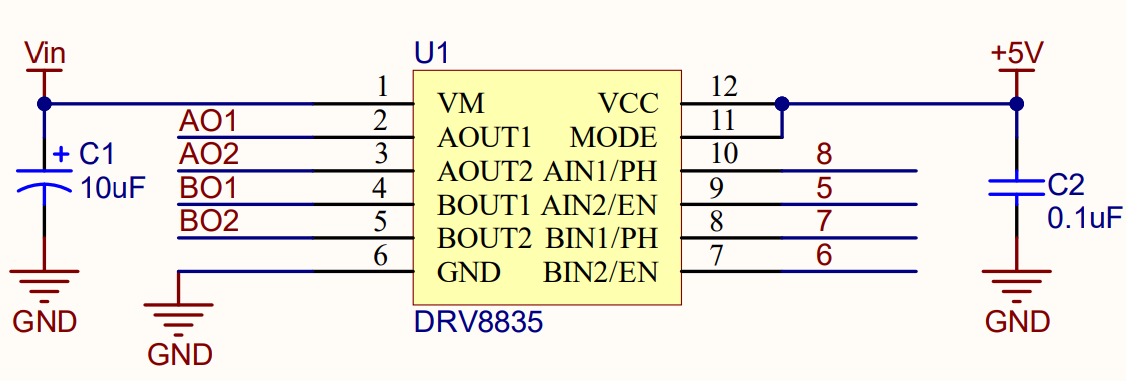 Vin
U1
+5V
1
VM
VCC
12
AO1
2
AOUT1
MODE
11
+ C1
10uF
AO2
3
AOUT2
AIN1/PH
10
8
BO1
4
BOUT1
AIN2/EN
9
5
C2
0.1uF
BO2
5
BOUT2
BIN1/PH
8
7
6
GND
BIN2/EN
7
6
GND
GND
DRV8835
GND